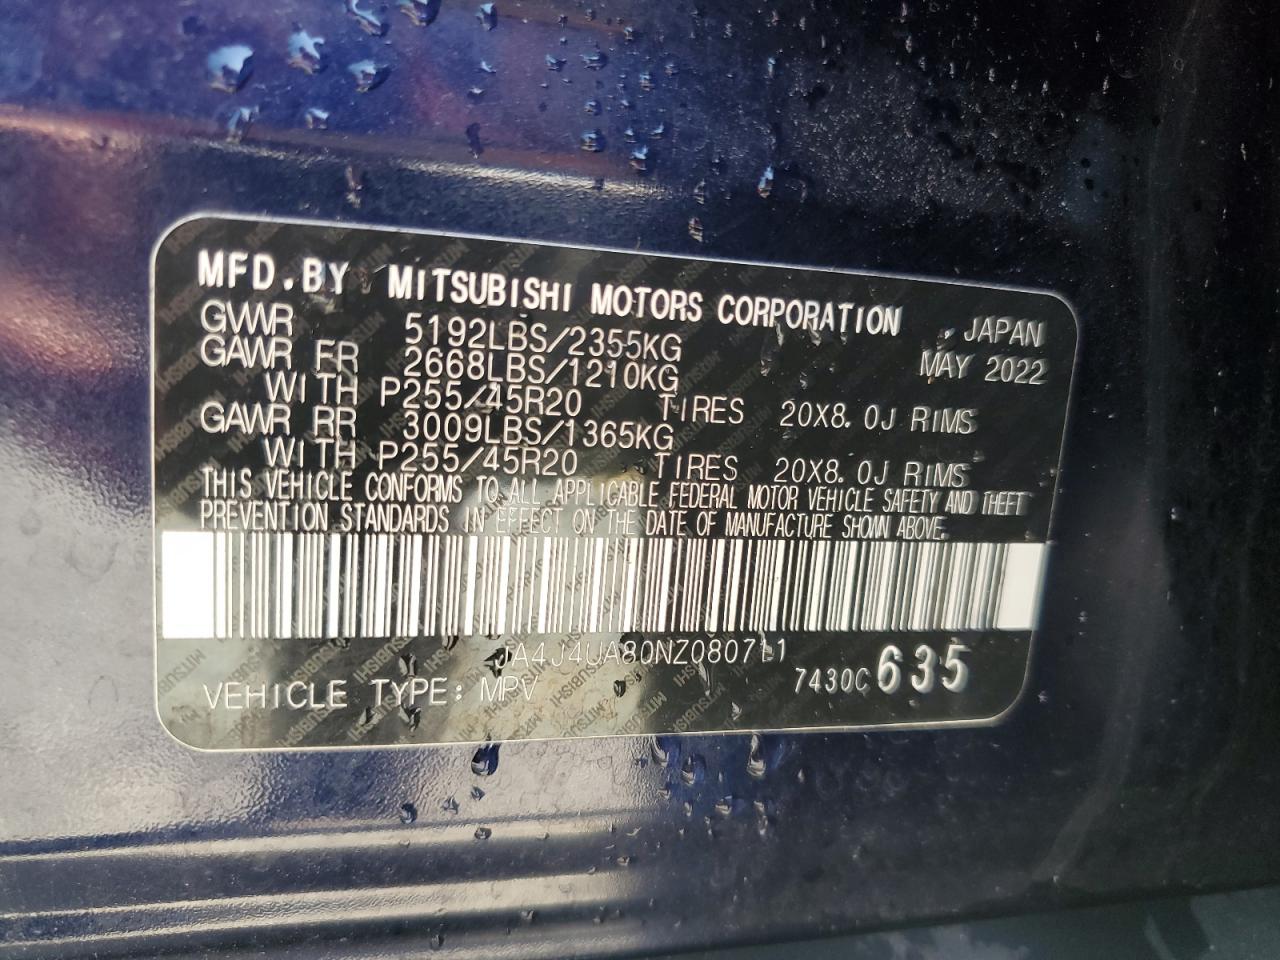 MFD.BY MITSUBISHI MOTORS CORPORATION , JAPAN
GVWR 5192LBS/2355KG MAY 2022
GAWR FR 2668LBS/1210KG
WITH P255/45R20 TIRES 20X8.0J RIMS
GAWR RR 3009LBS/1365KG
WITH P255/45R20 TIRES 20X8.0J RIMS
THIS VEHICLE CONFORMS TO ALL APPLICABLE FEDERAL MOTOR VEHICLE SAFETY AND THEFT
PREVENTION STANDARDS IN EFFECT ON THE DATE OF MANUFACTURE SHOWN ABOVE.
JA4J4UA80NZ080711
VEHICLE TYPE: MPV 7430C 635